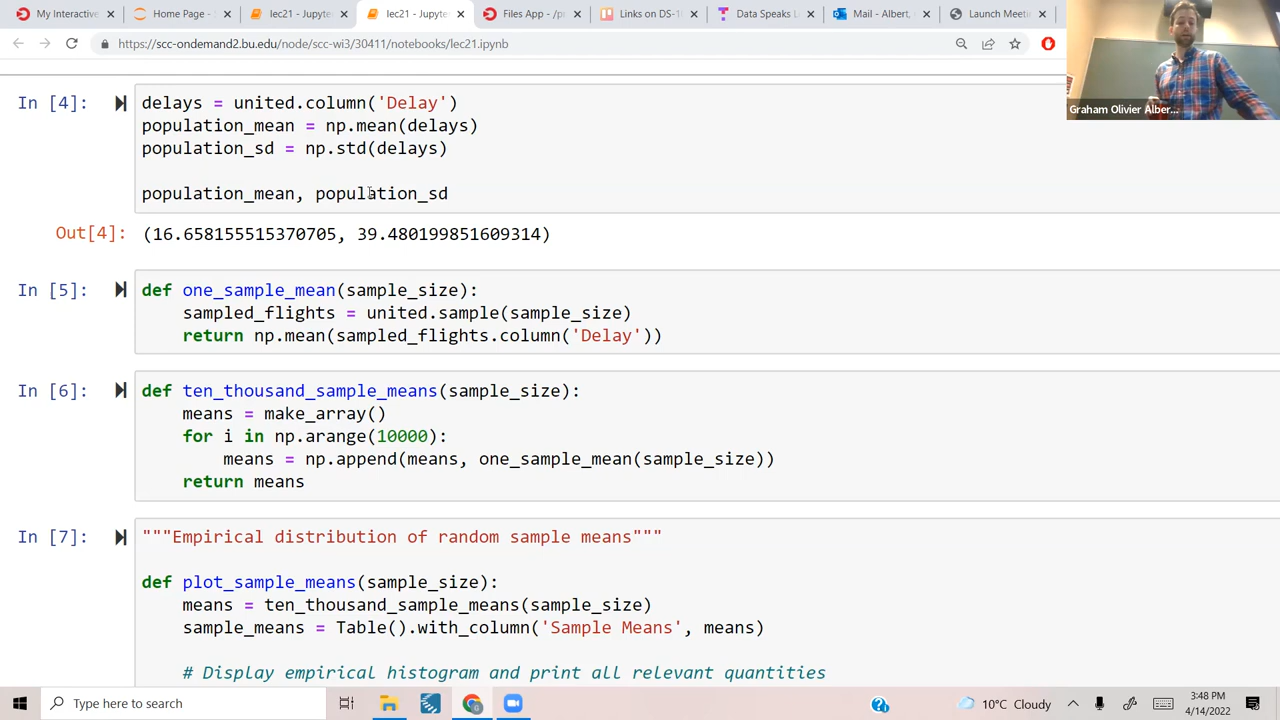 My Interactive
Home Page - S
lec21 - Jupyte
lec21 - Jupyte
Files App - /pr
Links on DS-1
Data Speaks L
Mail - Albert,
Launch Meetin
https://scc-ondemand2.bu.edu/node/scc-wi3/30411/notebooks/lec21.ipynb
Graham Olivier Alber...
In [4]:
delays = united.column('Delay')
population_mean = np.mean(delays)
population_sd = np.std(delays)
population_mean, population_sd
Out[4]: (16.658155515370705, 39.480199851609314)
In [5]:
def one_sample_mean(sample_size):
sampled_flights = united.sample(sample_size)
return np.mean(sampled_flights.column('Delay'))
In [6]:
def ten_thousand_sample_means(sample_size):
means = make_array()
for i in np.arange(10000):
means = np.append(means, one_sample_mean(sample_size))
return means
In [7]:
"""Empirical distribution of random sample means"""
def plot_sample_means(sample_size):
means = ten_thousand_sample_means(sample_size)
sample_means = Table().with_column('Sample Means', means)
# Display empirical histogram and print all relevant quantities
Type here to search
10°C Cloudy
3:48 PM
4/14/2022